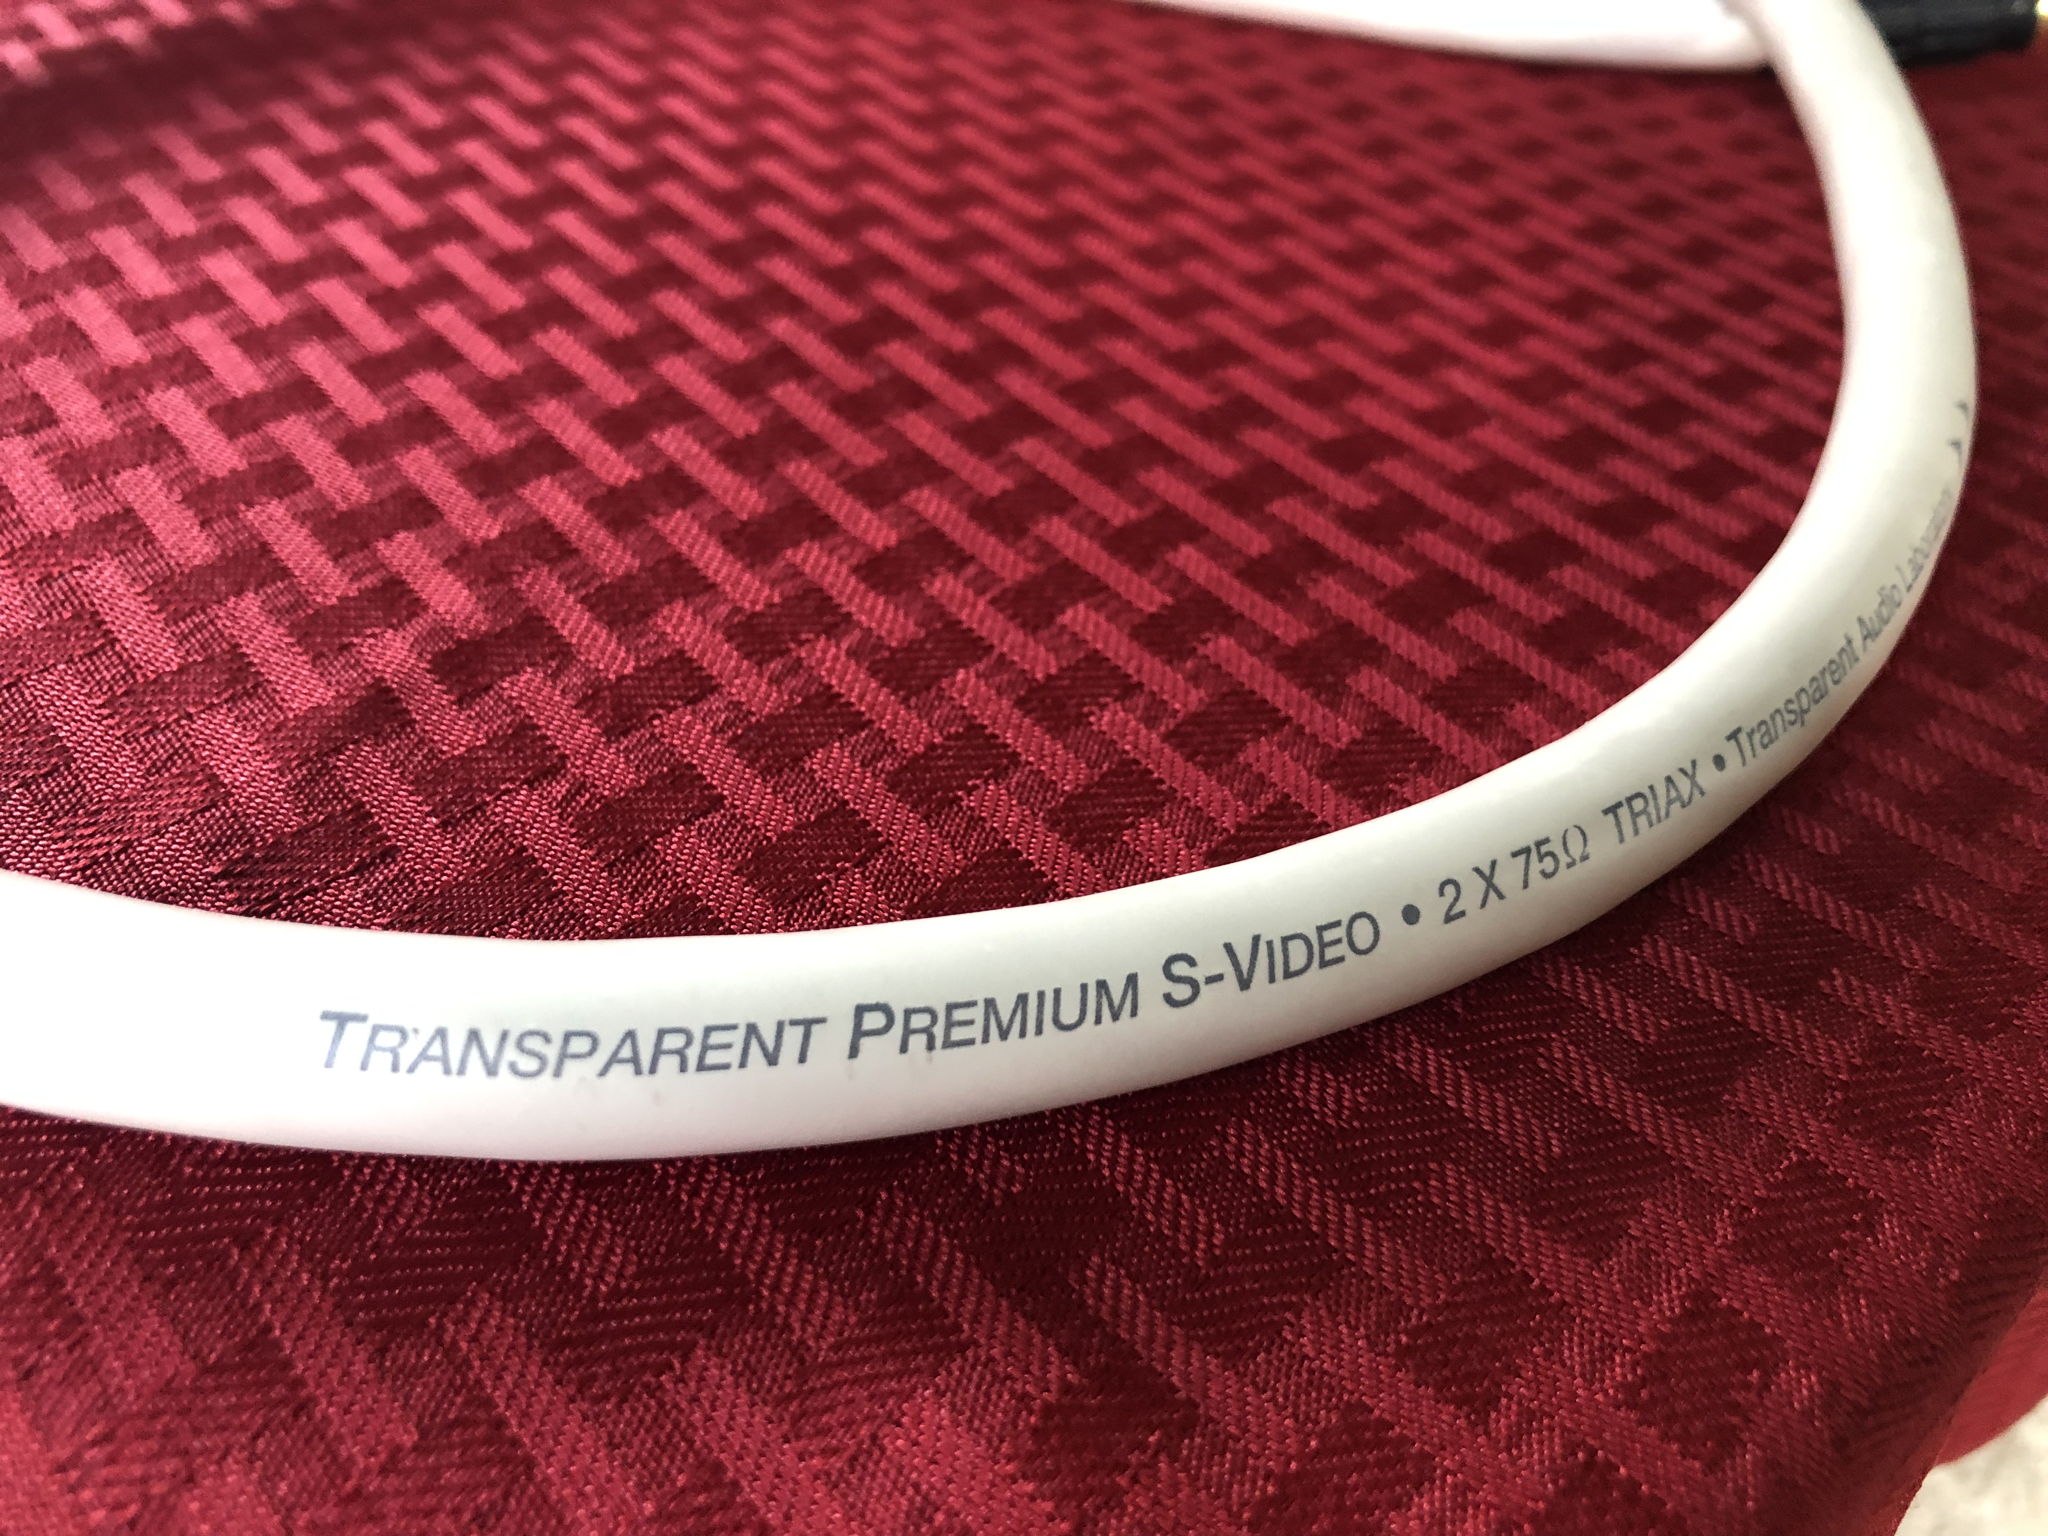 TRANSPARENT PREMIUM S-VIDEO • 2 X 75Ω TRIAX • Transparent Audio Laboratory